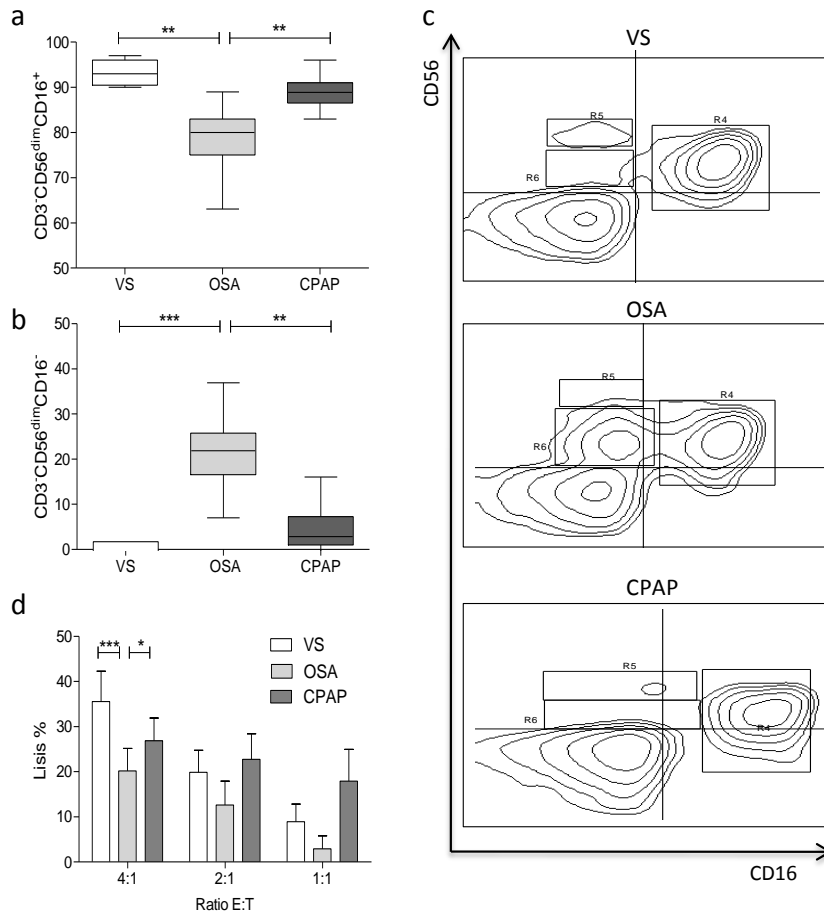 a
** **
100
90
80
70
60
50
CD3⁻CD56ᵈⁱᵐCD16⁺
VS OSA CPAP
b
*** **
50
40
30
20
10
0
CD3⁻CD56ᵈⁱᵐCD16⁻
VS OSA CPAP
c
CD56
VS
R5
R4
R6
OSA
R5
R4
R6
CPAP
R5
R4
R6
CD16
d
*** *
VS
OSA
CPAP
50
40
30
20
10
0
Lisis %
4:1 2:1 1:1
Ratio E:T